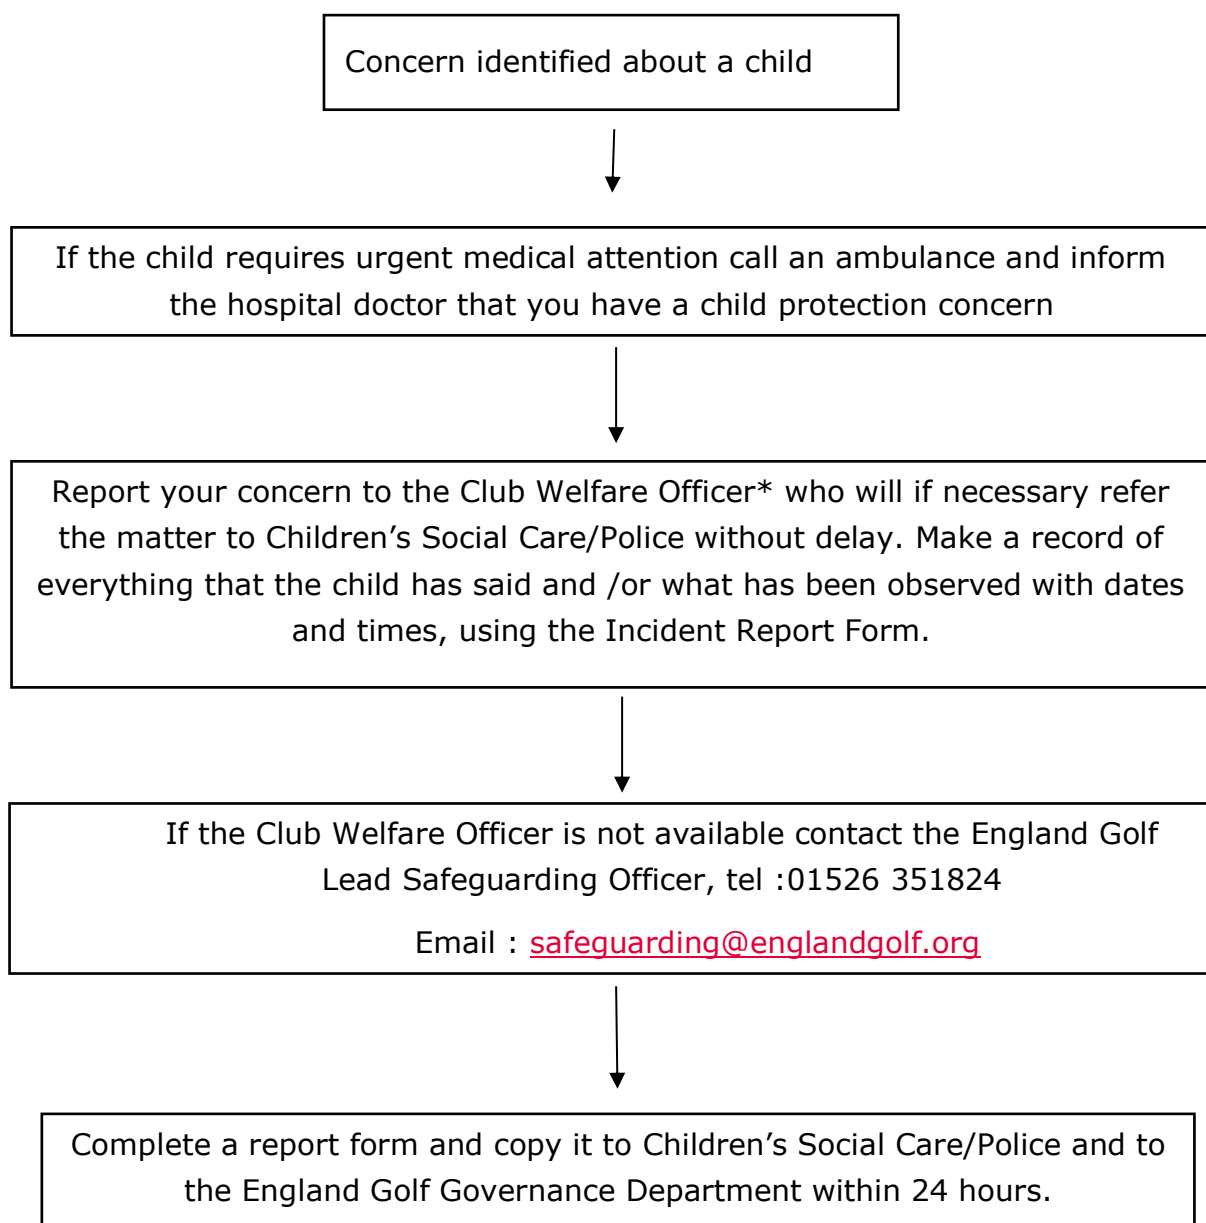 Concern identified about a child
If the child requires urgent medical attention call an ambulance and inform
the hospital doctor that you have a child protection concern
Report your concern to the Club Welfare Officer* who will if necessary refer
the matter to Children’s Social Care/Police without delay. Make a record of
everything that the child has said and /or what has been observed with dates
and times, using the Incident Report Form.
If the Club Welfare Officer is not available contact the England Golf
Lead Safeguarding Officer, tel :01526 351824
Email : safeguarding@englandgolf.org
Complete a report form and copy it to Children’s Social Care/Police and to
the England Golf Governance Department within 24 hours.